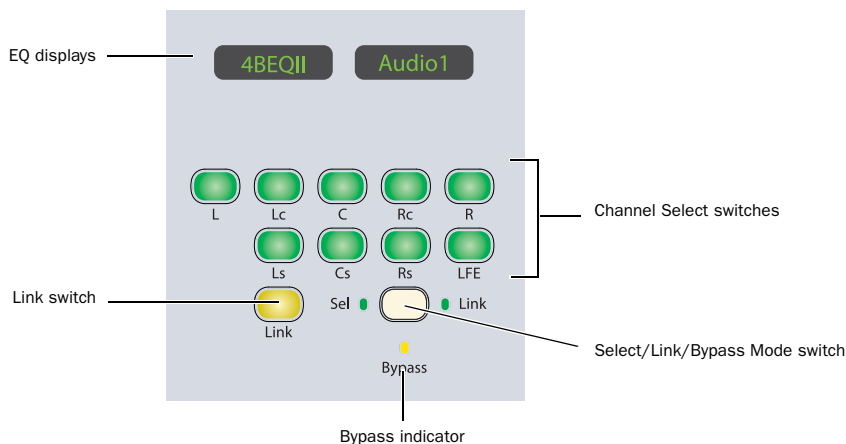 EQ displays
4BEQII
Audio1
L
Lc
C
Rc
R
Channel Select switches
Ls
Cs
Rs
LFE
Link switch
Link
Sel
Link
Select/Link/Bypass Mode switch
Bypass
Bypass indicator